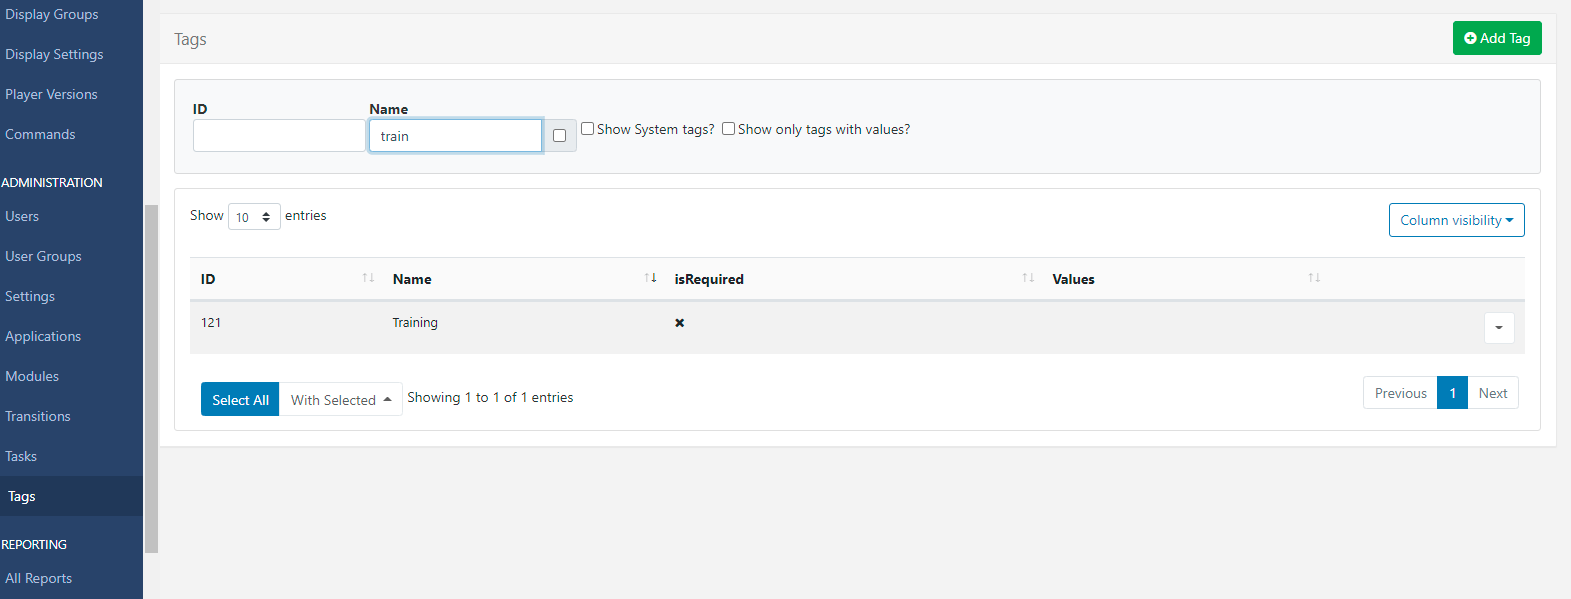 Display Groups
Display Settings
Player Versions
Commands
ADMINISTRATION
Users
User Groups
Settings
Applications
Modules
Transitions
Tasks
Tags
REPORTING
All Reports
Tags
Add Tag
ID Name
train Show System tags? Show only tags with values?
Show 10 entries
Column visibility
ID Name isRequired Values
121 Training
Select All With Selected Showing 1 to 1 of 1 entries
Previous 1 Next